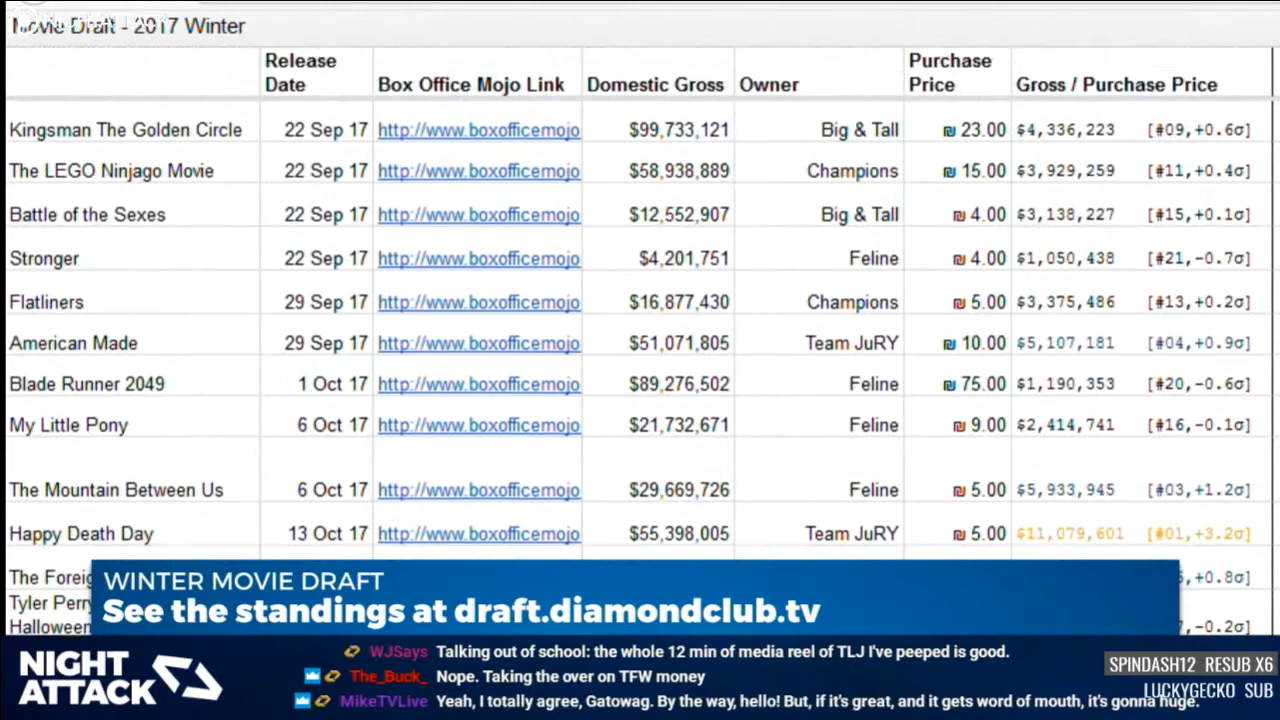 Movie Draft - 2017 Winter
Release Date Box Office Mojo Link Domestic Gross Owner Purchase Price Gross / Purchase Price
Kingsman The Golden Circle 22 Sep 17 http://www.boxofficemojo $99,733,121 Big & Tall ₪ 23.00 $4,336,223 [#09,+0.6σ]
The LEGO Ninjago Movie 22 Sep 17 http://www.boxofficemojo $58,938,889 Champions ₪ 15.00 $3,929,259 [#11,+0.4σ]
Battle of the Sexes 22 Sep 17 http://www.boxofficemojo $12,552,907 Big & Tall ₪ 4.00 $3,138,227 [#15,+0.1σ]
Stronger 22 Sep 17 http://www.boxofficemojo $4,201,751 Feline ₪ 4.00 $1,050,438 [#21,-0.7σ]
Flatliners 29 Sep 17 http://www.boxofficemojo $16,877,430 Champions ₪ 5.00 $3,375,486 [#13,+0.2σ]
American Made 29 Sep 17 http://www.boxofficemojo $51,071,805 Team JuRY ₪ 10.00 $5,107,181 [#04,+0.9σ]
Blade Runner 2049 1 Oct 17 http://www.boxofficemojo $89,276,502 Feline ₪ 75.00 $1,190,353 [#20,-0.6σ]
My Little Pony 6 Oct 17 http://www.boxofficemojo $21,732,671 Feline ₪ 9.00 $2,414,741 [#16,-0.1σ]
The Mountain Between Us 6 Oct 17 http://www.boxofficemojo $29,669,726 Feline ₪ 5.00 $5,933,945 [#03,+1.2σ]
Happy Death Day 13 Oct 17 http://www.boxofficemojo $55,398,005 Team JuRY ₪ 5.00 $11,079,601 [#01,+3.2σ]
The Foreig ,+0.8σ]
Tyler Perry
Halloween ,-0.2σ]
WINTER MOVIE DRAFT
See the standings at draft.diamondclub.tv
NIGHT ATTACK
WJSays Talking out of school: the whole 12 min of media reel of TLJ I've peeped is good.
The_Buck_ Nope. Taking the over on TFW money
MikeTVLive Yeah, I totally agree, Gatowag. By the way, hello! But, if it's great, and it gets word of mouth, it's gonna huge.
SPINDASH12 RESUB X6
LUCKYGECKO SUB